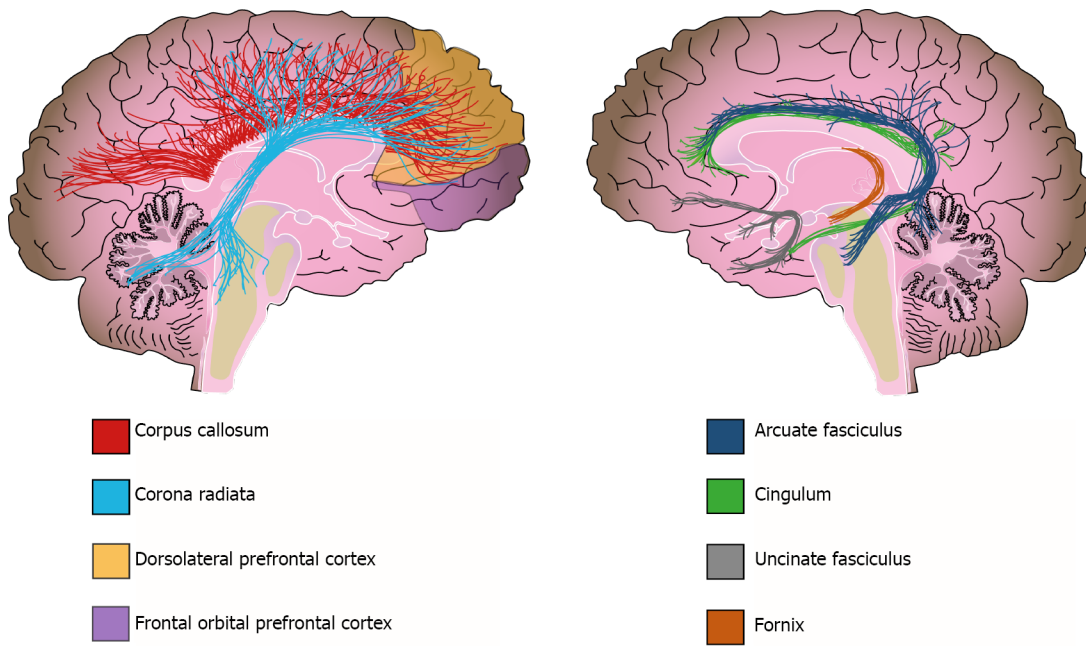 Corpus callosum
Corona radiata
Dorsolateral prefrontal cortex
Frontal orbital prefrontal cortex
Arcuate fasciculus
Cingulum
Uncinate fasciculus
Fornix